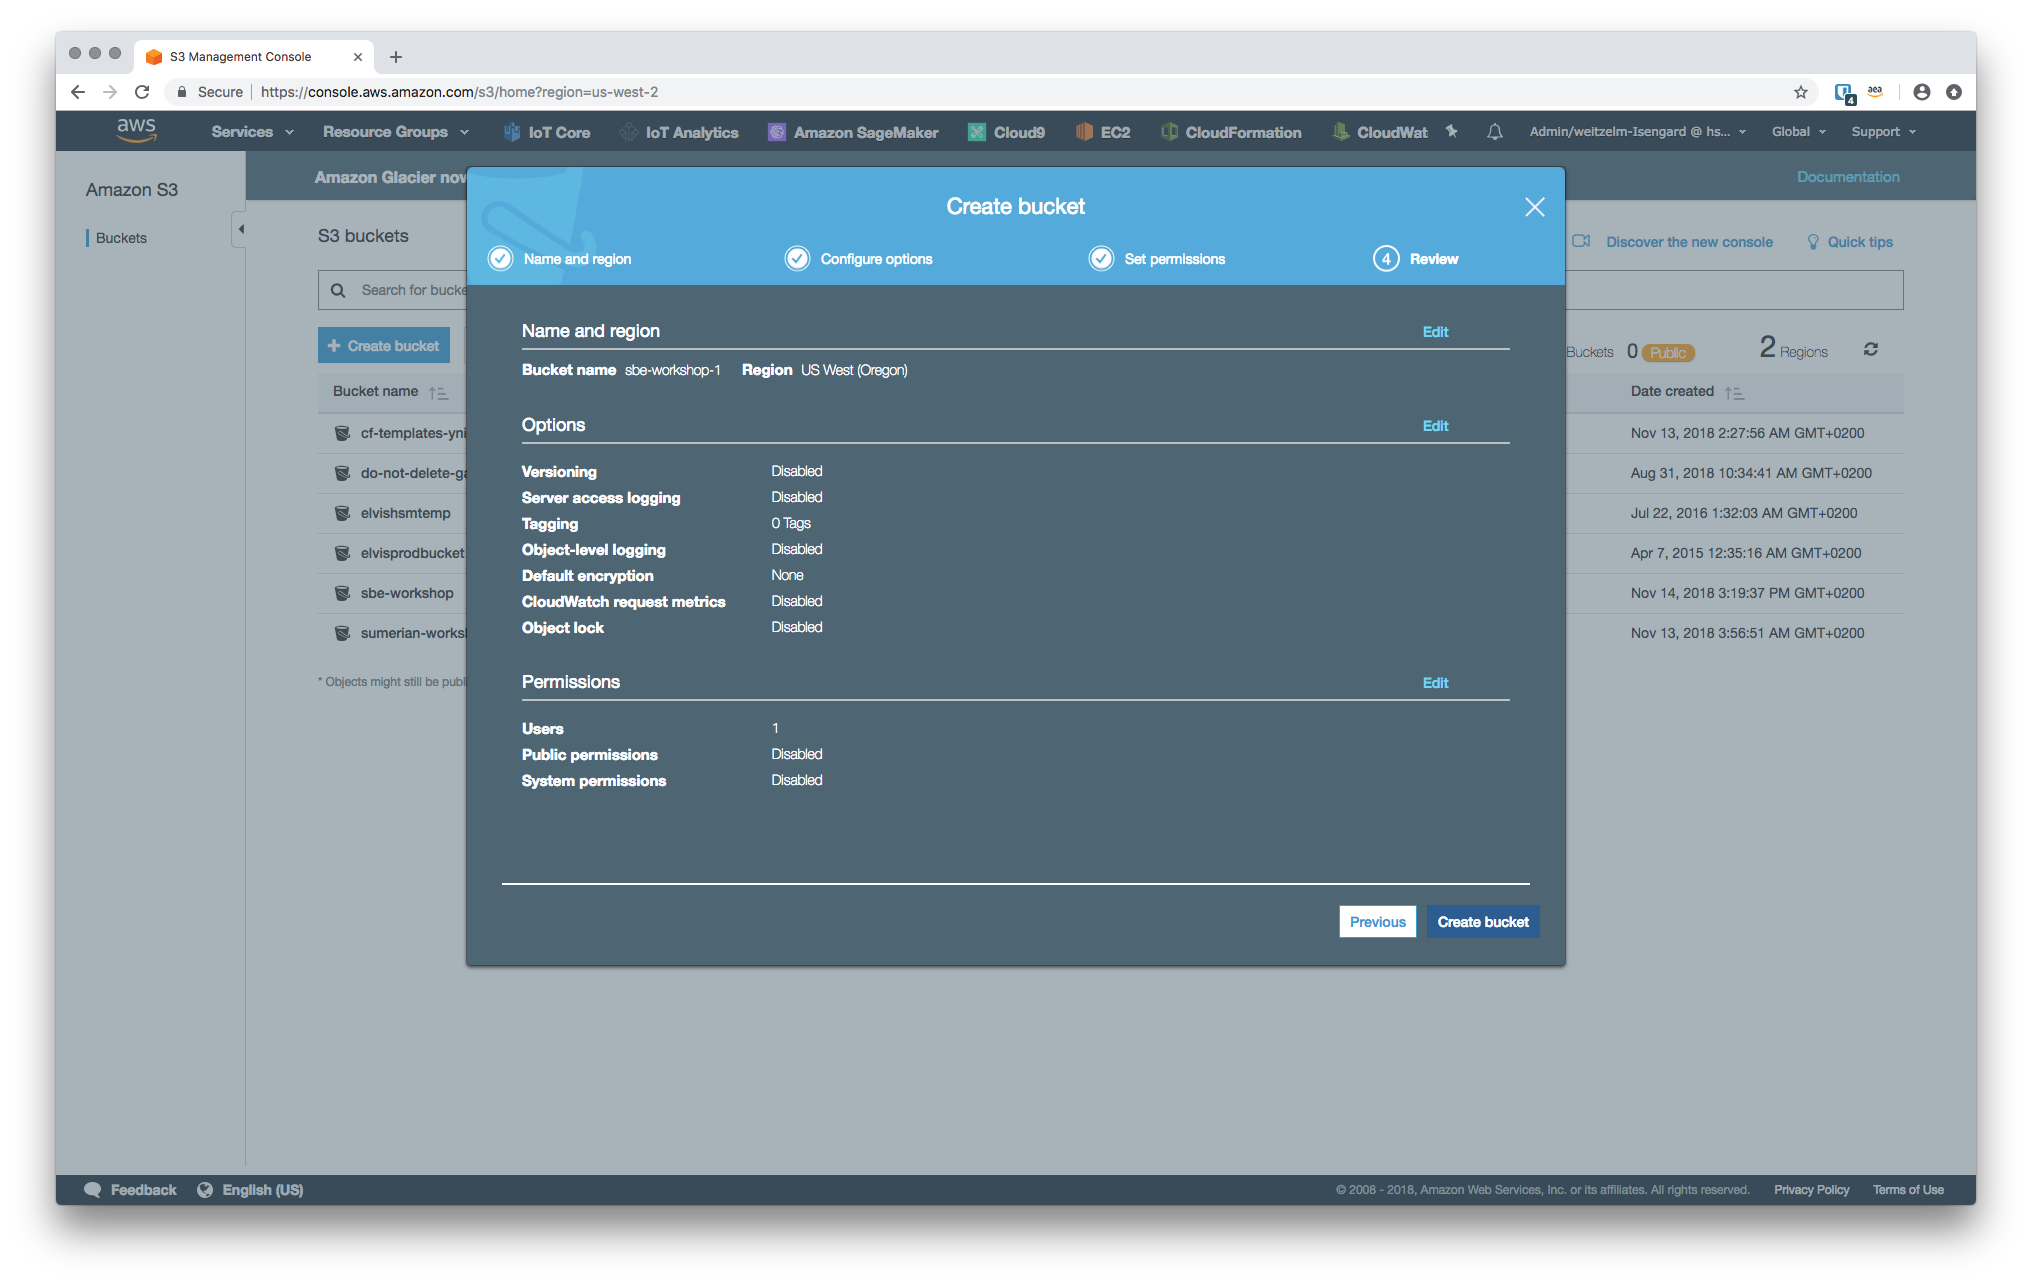 S3 Management Console
Secure https://console.aws.amazon.com/s3/home?region=us-west-2
4 aea
aws Services Resource Groups IoT Core IoT Analytics Amazon SageMaker Cloud9 EC2 CloudFormation CloudWat Admin/weitzelm-Isengard @ hs... Global Support
Amazon S3
Buckets
Amazon Glacier now
Documentation
S3 buckets
Discover the new console Quick tips
Search for bucke
Create bucket
Buckets 0 Public 2 Regions
Bucket name Date created
cf-templates-yni Nov 13, 2018 2:27:56 AM GMT+0200
do-not-delete-ga Aug 31, 2018 10:34:41 AM GMT+0200
elvishsmtemp Jul 22, 2016 1:32:03 AM GMT+0200
elvisprodbucket Apr 7, 2015 12:35:16 AM GMT+0200
sbe-workshop Nov 14, 2018 3:19:37 PM GMT+0200
sumerian-works Nov 13, 2018 3:56:51 AM GMT+0200
* Objects might still be publ
Create bucket
Name and region Configure options Set permissions 4 Review
Name and region Edit
Bucket name sbe-workshop-1 Region US West (Oregon)
Options Edit
Versioning Disabled
Server access logging Disabled
Tagging 0 Tags
Object-level logging Disabled
Default encryption None
CloudWatch request metrics Disabled
Object lock Disabled
Permissions Edit
Users 1
Public permissions Disabled
System permissions Disabled
Previous Create bucket
Feedback English (US) © 2008 - 2018, Amazon Web Services, Inc. or its affiliates. All rights reserved. Privacy Policy Terms of Use